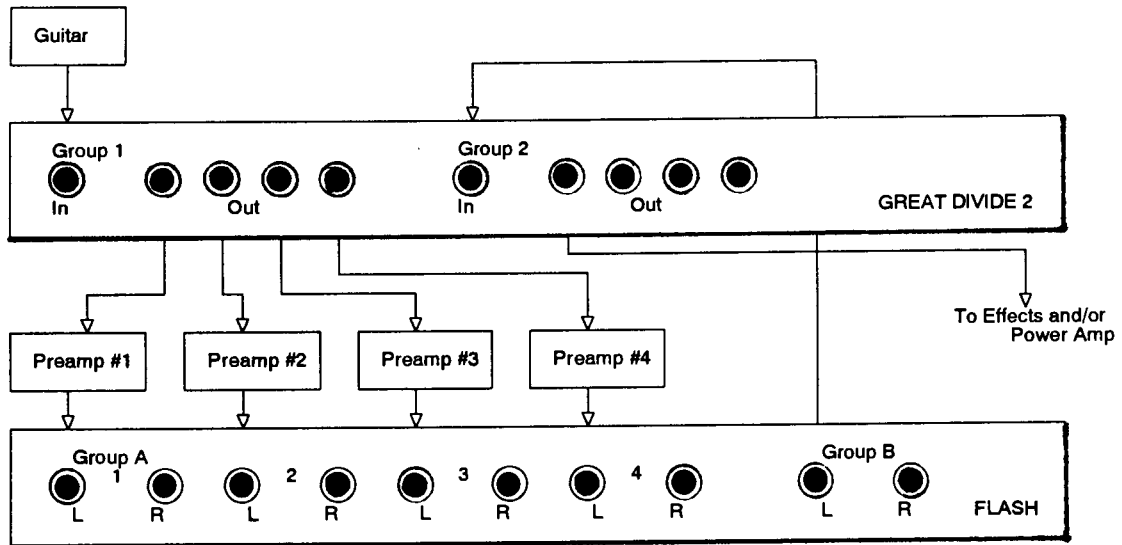 Guitar
Group 1
Group 2
In
Out
In
Out
GREAT DIVIDE 2
To Effects and/or
Power Amp
Preamp #1
Preamp #2
Preamp #3
Preamp #4
Group A
1
2
3
4
Group B
L
R
L
R
L
R
L
R
L
R
FLASH